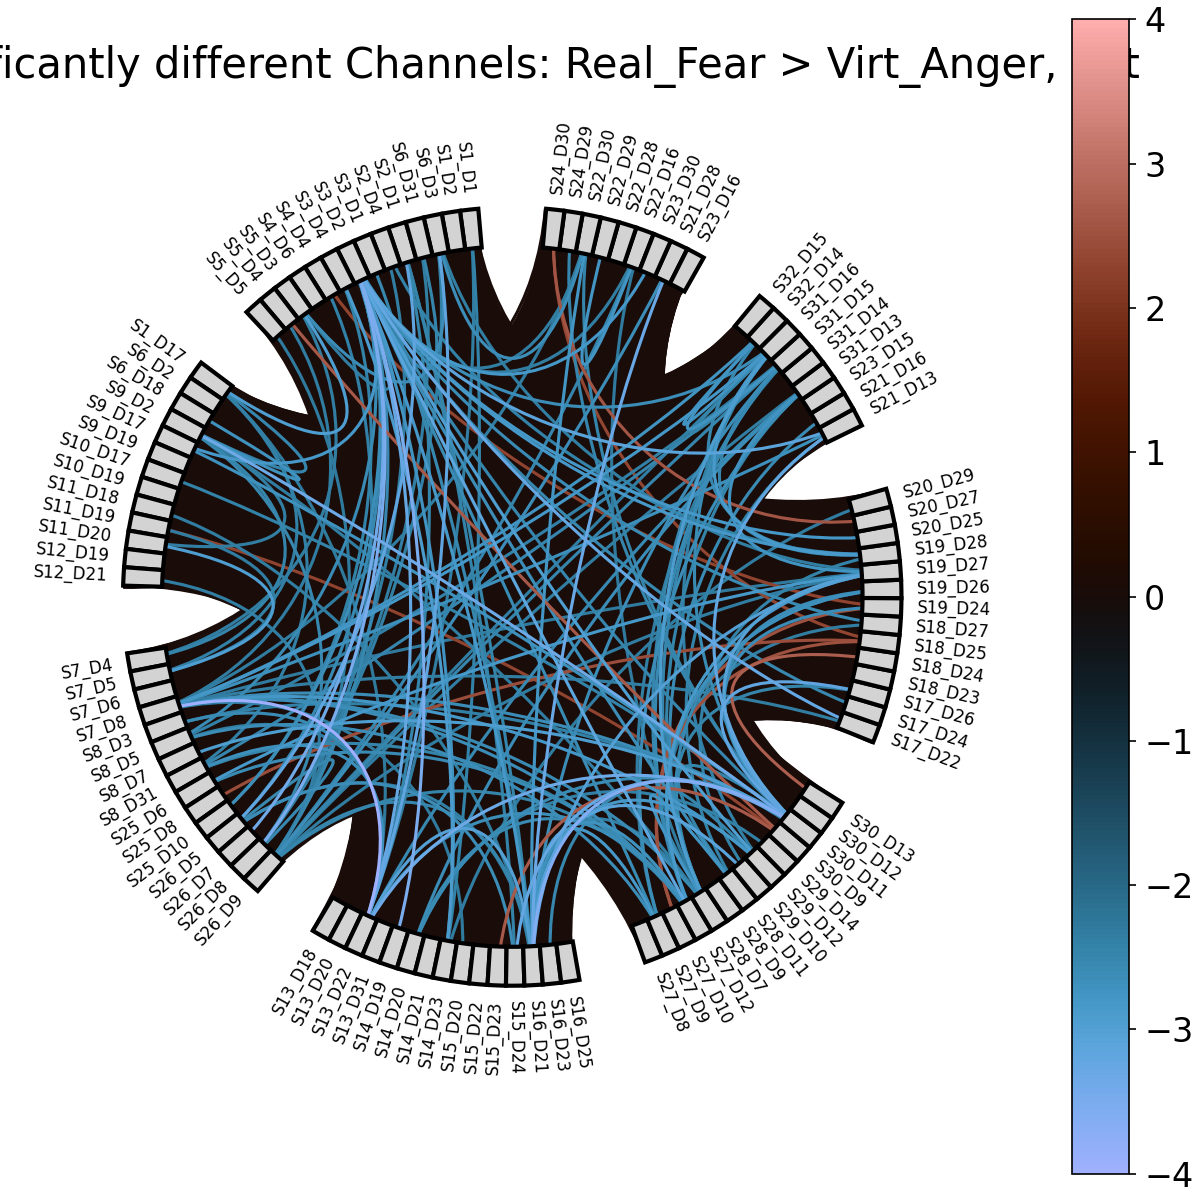 ficantly different Channels: Real_Fear > Virt_Anger, t
S1_D1
S1_D2
S6_D3
S6_D31
S2_D1
S2_D4
S3_D1
S3_D2
S3_D4
S4_D4
S4_D6
S5_D3
S5_D4
S5_D5
S1_D17
S6_D2
S6_D18
S9_D2
S9_D17
S9_D19
S10_D17
S10_D19
S11_D18
S11_D19
S11_D20
S12_D19
S12_D21
S7_D4
S7_D5
S7_D6
S7_D8
S8_D3
S8_D5
S8_D7
S8_D31
S25_D6
S25_D8
S25_D10
S26_D5
S26_D7
S26_D8
S26_D9
S13_D18
S13_D20
S13_D22
S13_D31
S14_D19
S14_D20
S14_D21
S14_D23
S15_D20
S15_D22
S15_D23
S15_D24
S16_D21
S16_D23
S16_D25
S27_D8
S27_D9
S27_D10
S27_D12
S28_D7
S28_D9
S28_D11
S29_D10
S29_D12
S29_D14
S30_D9
S30_D11
S30_D12
S30_D13
S17_D22
S17_D24
S17_D26
S18_D23
S18_D24
S18_D25
S18_D27
S19_D24
S19_D26
S19_D27
S19_D28
S20_D25
S20_D27
S20_D29
S21_D13
S21_D16
S23_D15
S31_D13
S31_D14
S31_D15
S31_D16
S32_D14
S32_D15
S23_D16
S21_D28
S23_D30
S22_D16
S22_D28
S22_D29
S22_D30
S24_D29
S24_D30
4
3
2
1
0
−1
−2
−3
−4